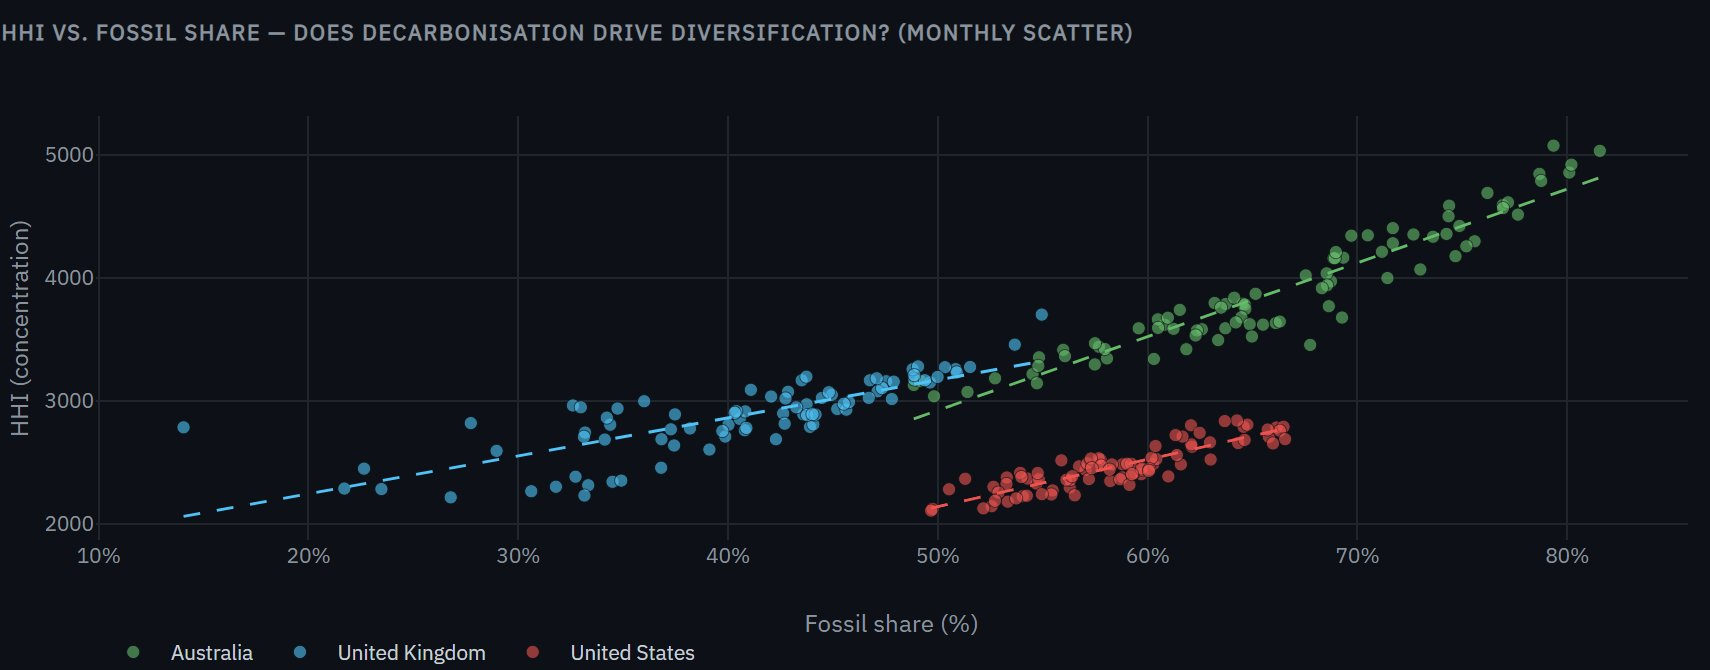 HHI VS. FOSSIL SHARE — DOES DECARBONISATION DRIVE DIVERSIFICATION? (MONTHLY SCATTER)
HHI (concentration)
5000
4000
3000
2000
10% 20% 30% 40% 50% 60% 70% 80%
Fossil share (%)
Australia United Kingdom United States